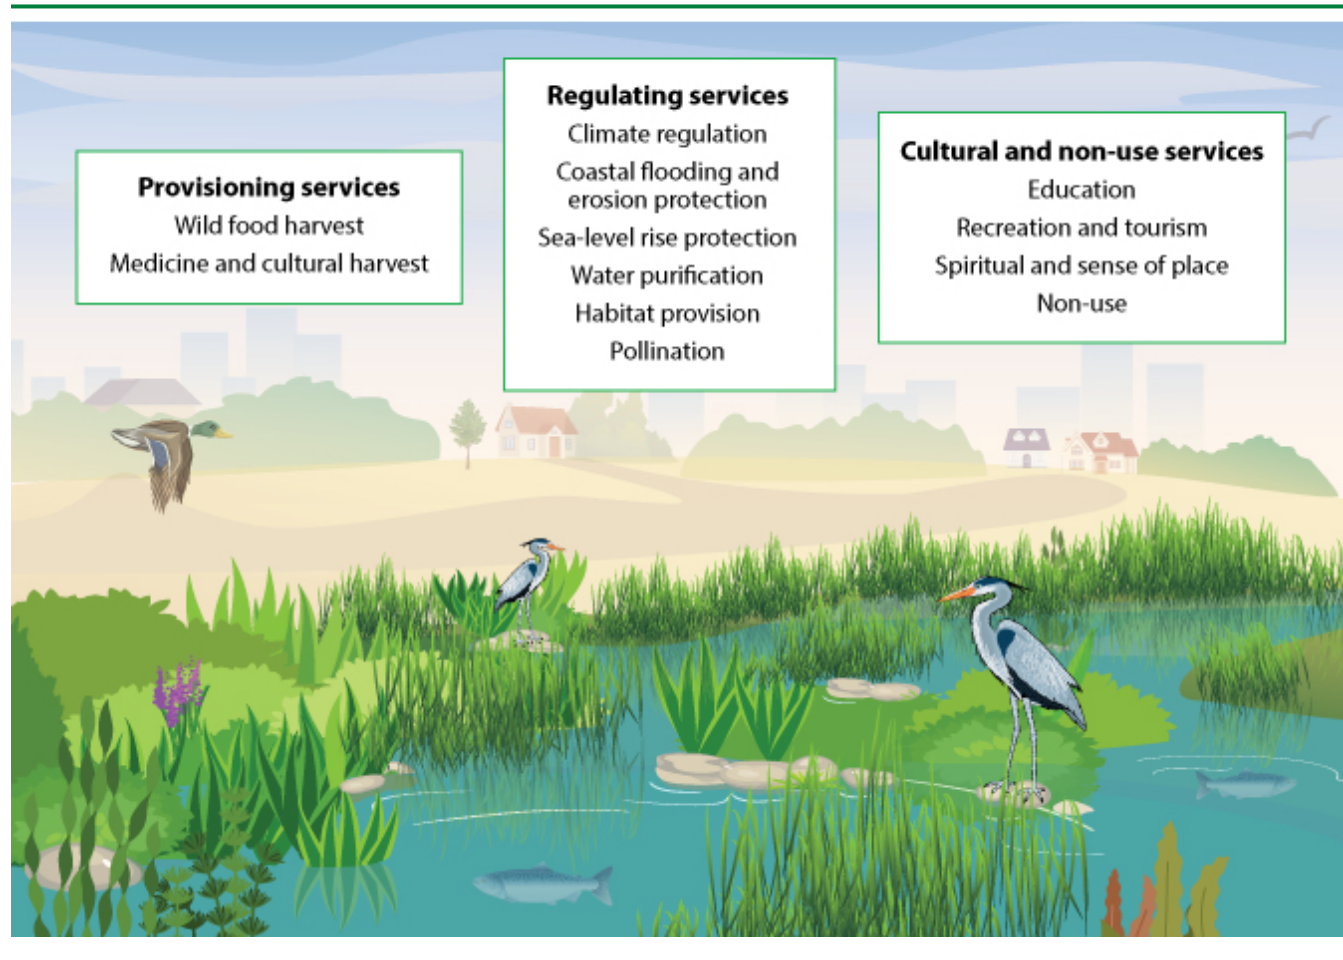 Provisioning services
Wild food harvest
Medicine and cultural harvest
Regulating services
Climate regulation
Coastal flooding and
erosion protection
Sea-level rise protection
Water purification
Habitat provision
Pollination
Cultural and non-use services
Education
Recreation and tourism
Spiritual and sense of place
Non-use